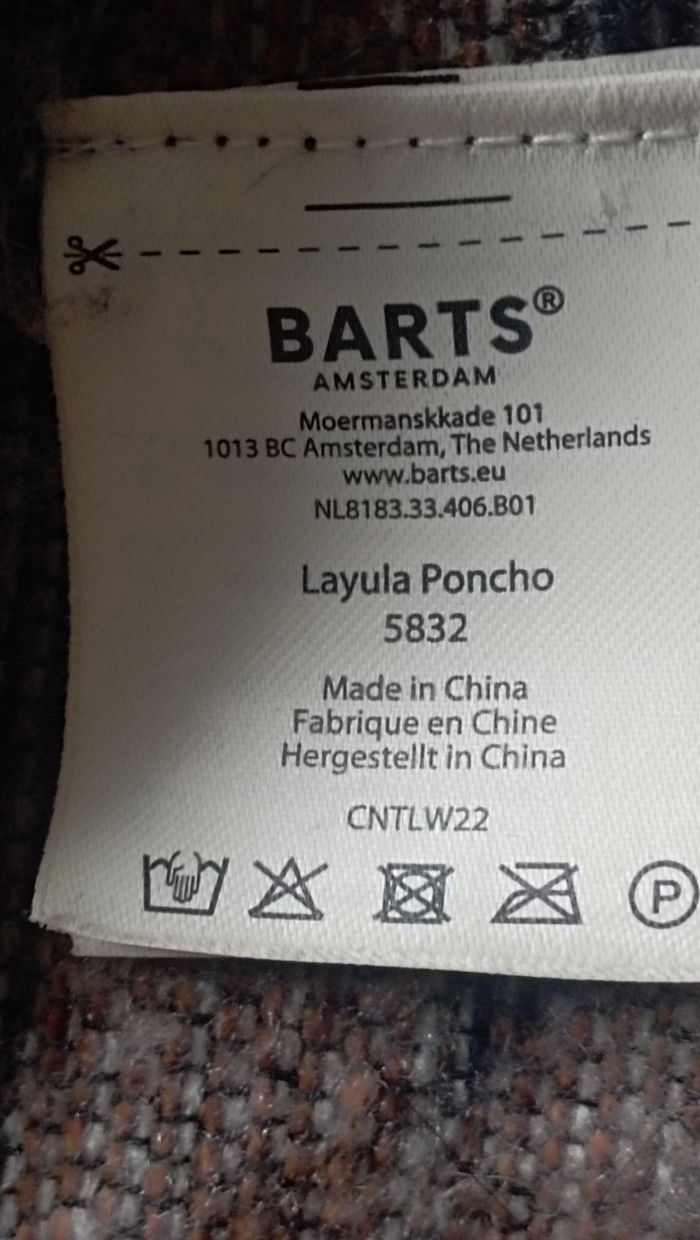 BARTS®
AMSTERDAM
Moermanskkade 101
1013 BC Amsterdam, The Netherlands
www.barts.eu
NL8183.33.406.B01
Layula Poncho
5832
Made in China
Fabrique en Chine
Hergestellt in China
CNTLW22
P